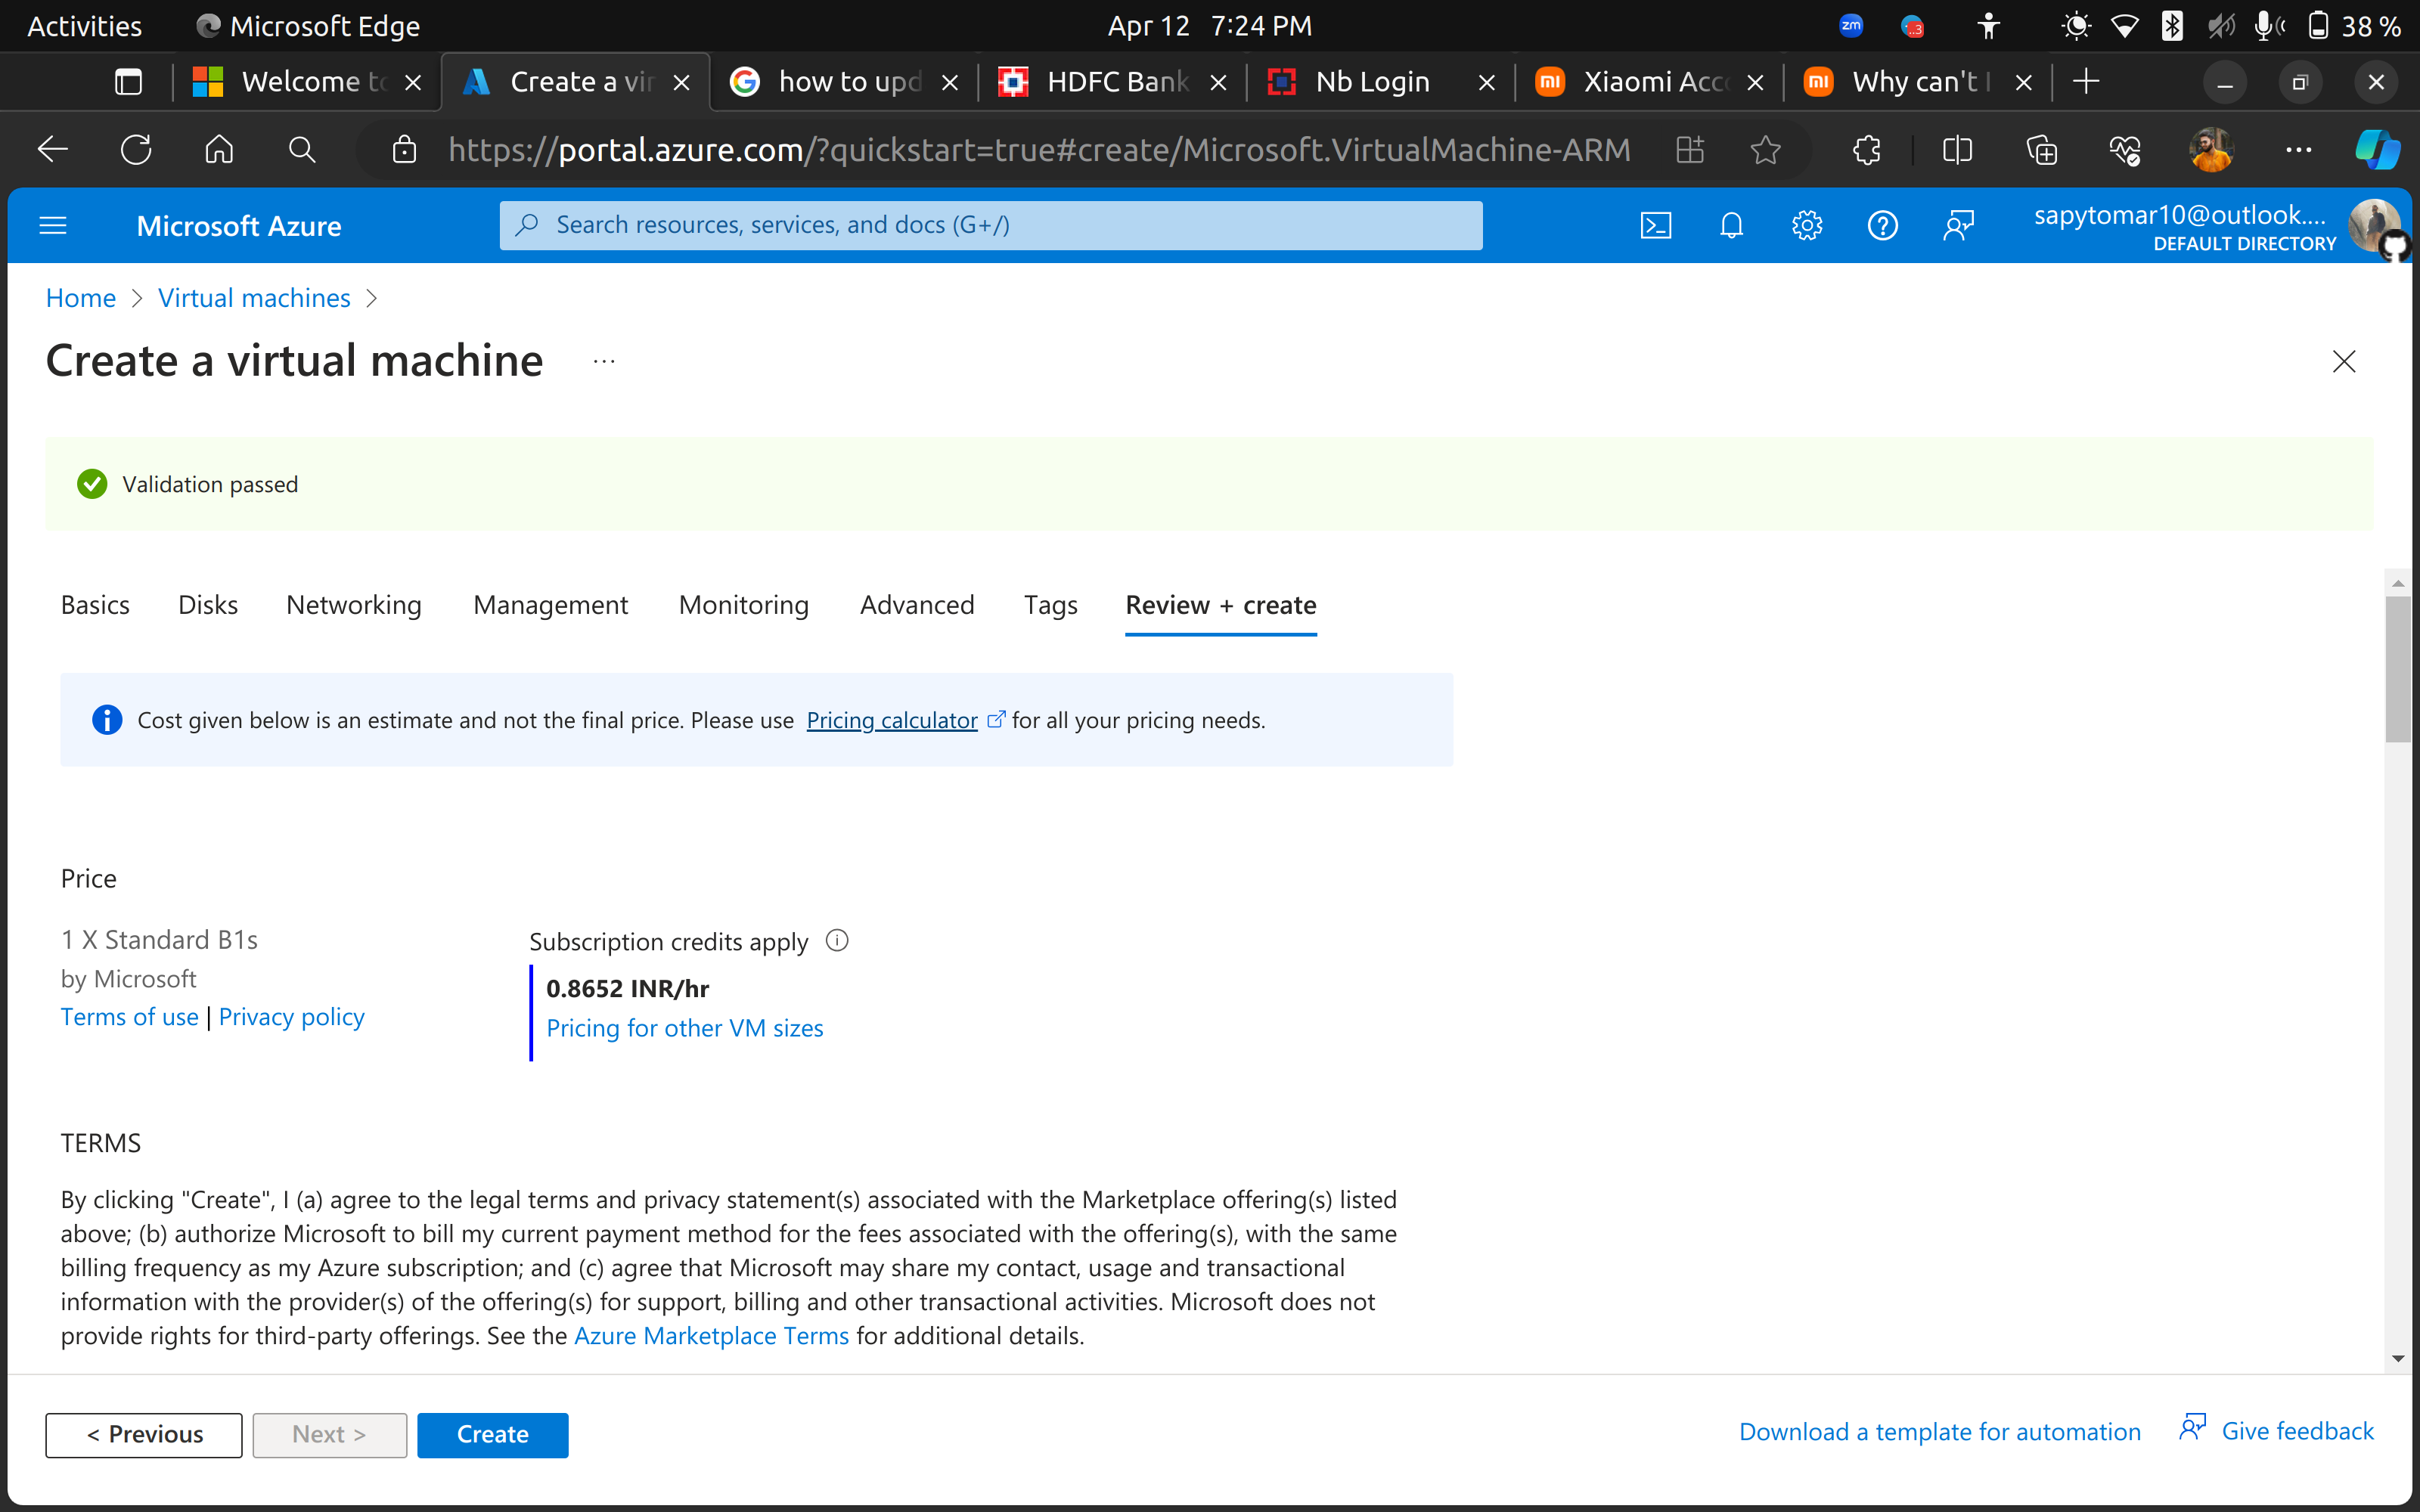 Activities Microsoft Edge Apr 12 7:24 PM zm 3 38 %
Welcome to Create a vir how to upd HDFC Bank Nb Login Xiaomi Acco Why can't I
https://portal.azure.com/?quickstart=true#create/Microsoft.VirtualMachine-ARM
Microsoft Azure Search resources, services, and docs (G+/) sapytomar10@outlook....
DEFAULT DIRECTORY
Home > Virtual machines >
Create a virtual machine ...
Validation passed
Basics Disks Networking Management Monitoring Advanced Tags Review + create
Cost given below is an estimate and not the final price. Please use Pricing calculator for all your pricing needs.
Price
1 X Standard B1s
by Microsoft
Terms of use | Privacy policy
Subscription credits apply
0.8652 INR/hr
Pricing for other VM sizes
TERMS
By clicking "Create", I (a) agree to the legal terms and privacy statement(s) associated with the Marketplace offering(s) listed
above; (b) authorize Microsoft to bill my current payment method for the fees associated with the offering(s), with the same
billing frequency as my Azure subscription; and (c) agree that Microsoft may share my contact, usage and transactional
information with the provider(s) of the offering(s) for support, billing and other transactional activities. Microsoft does not
provide rights for third-party offerings. See the Azure Marketplace Terms for additional details.
< Previous Next > Create Download a template for automation Give feedback